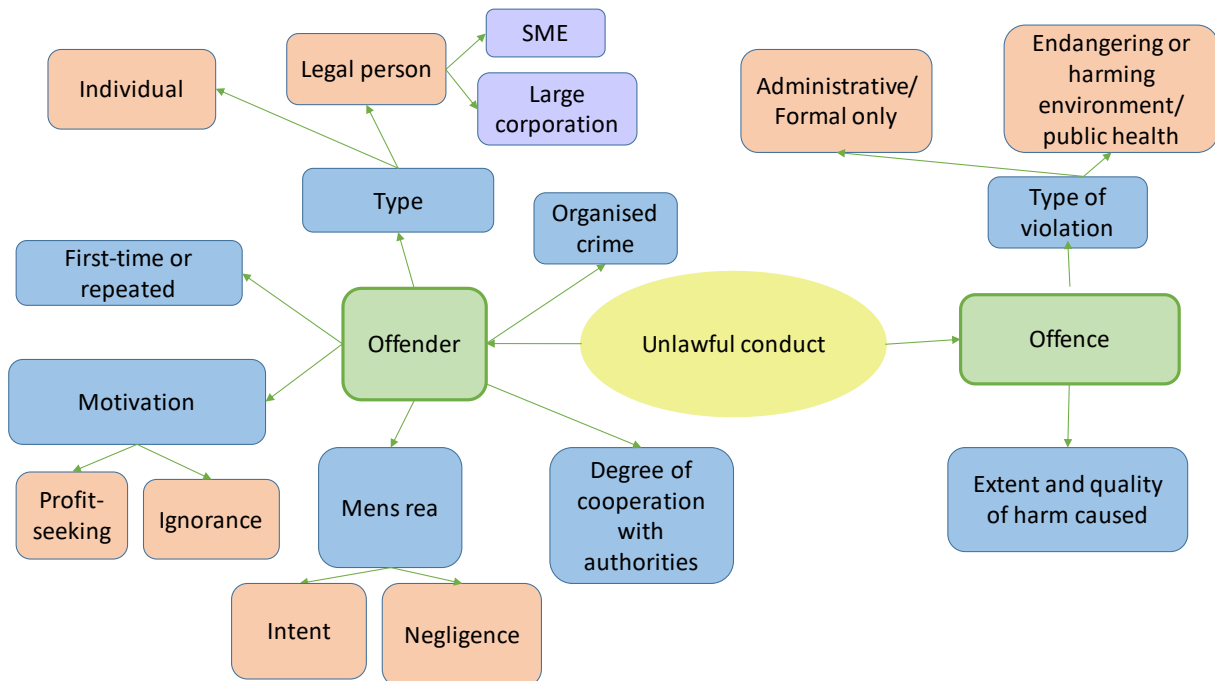 SME
Legal person
Individual
Large
corporation
Endangering or
harming
environment/
public health
Administrative/
Formal only
Type
Organised
crime
Type of
violation
First-time or
repeated
Offender
Unlawful conduct
Offence
Motivation
Profit-
seeking
Ignorance
Mens rea
Degree of
cooperation
with
authorities
Extent and quality
of harm caused
Intent
Negligence